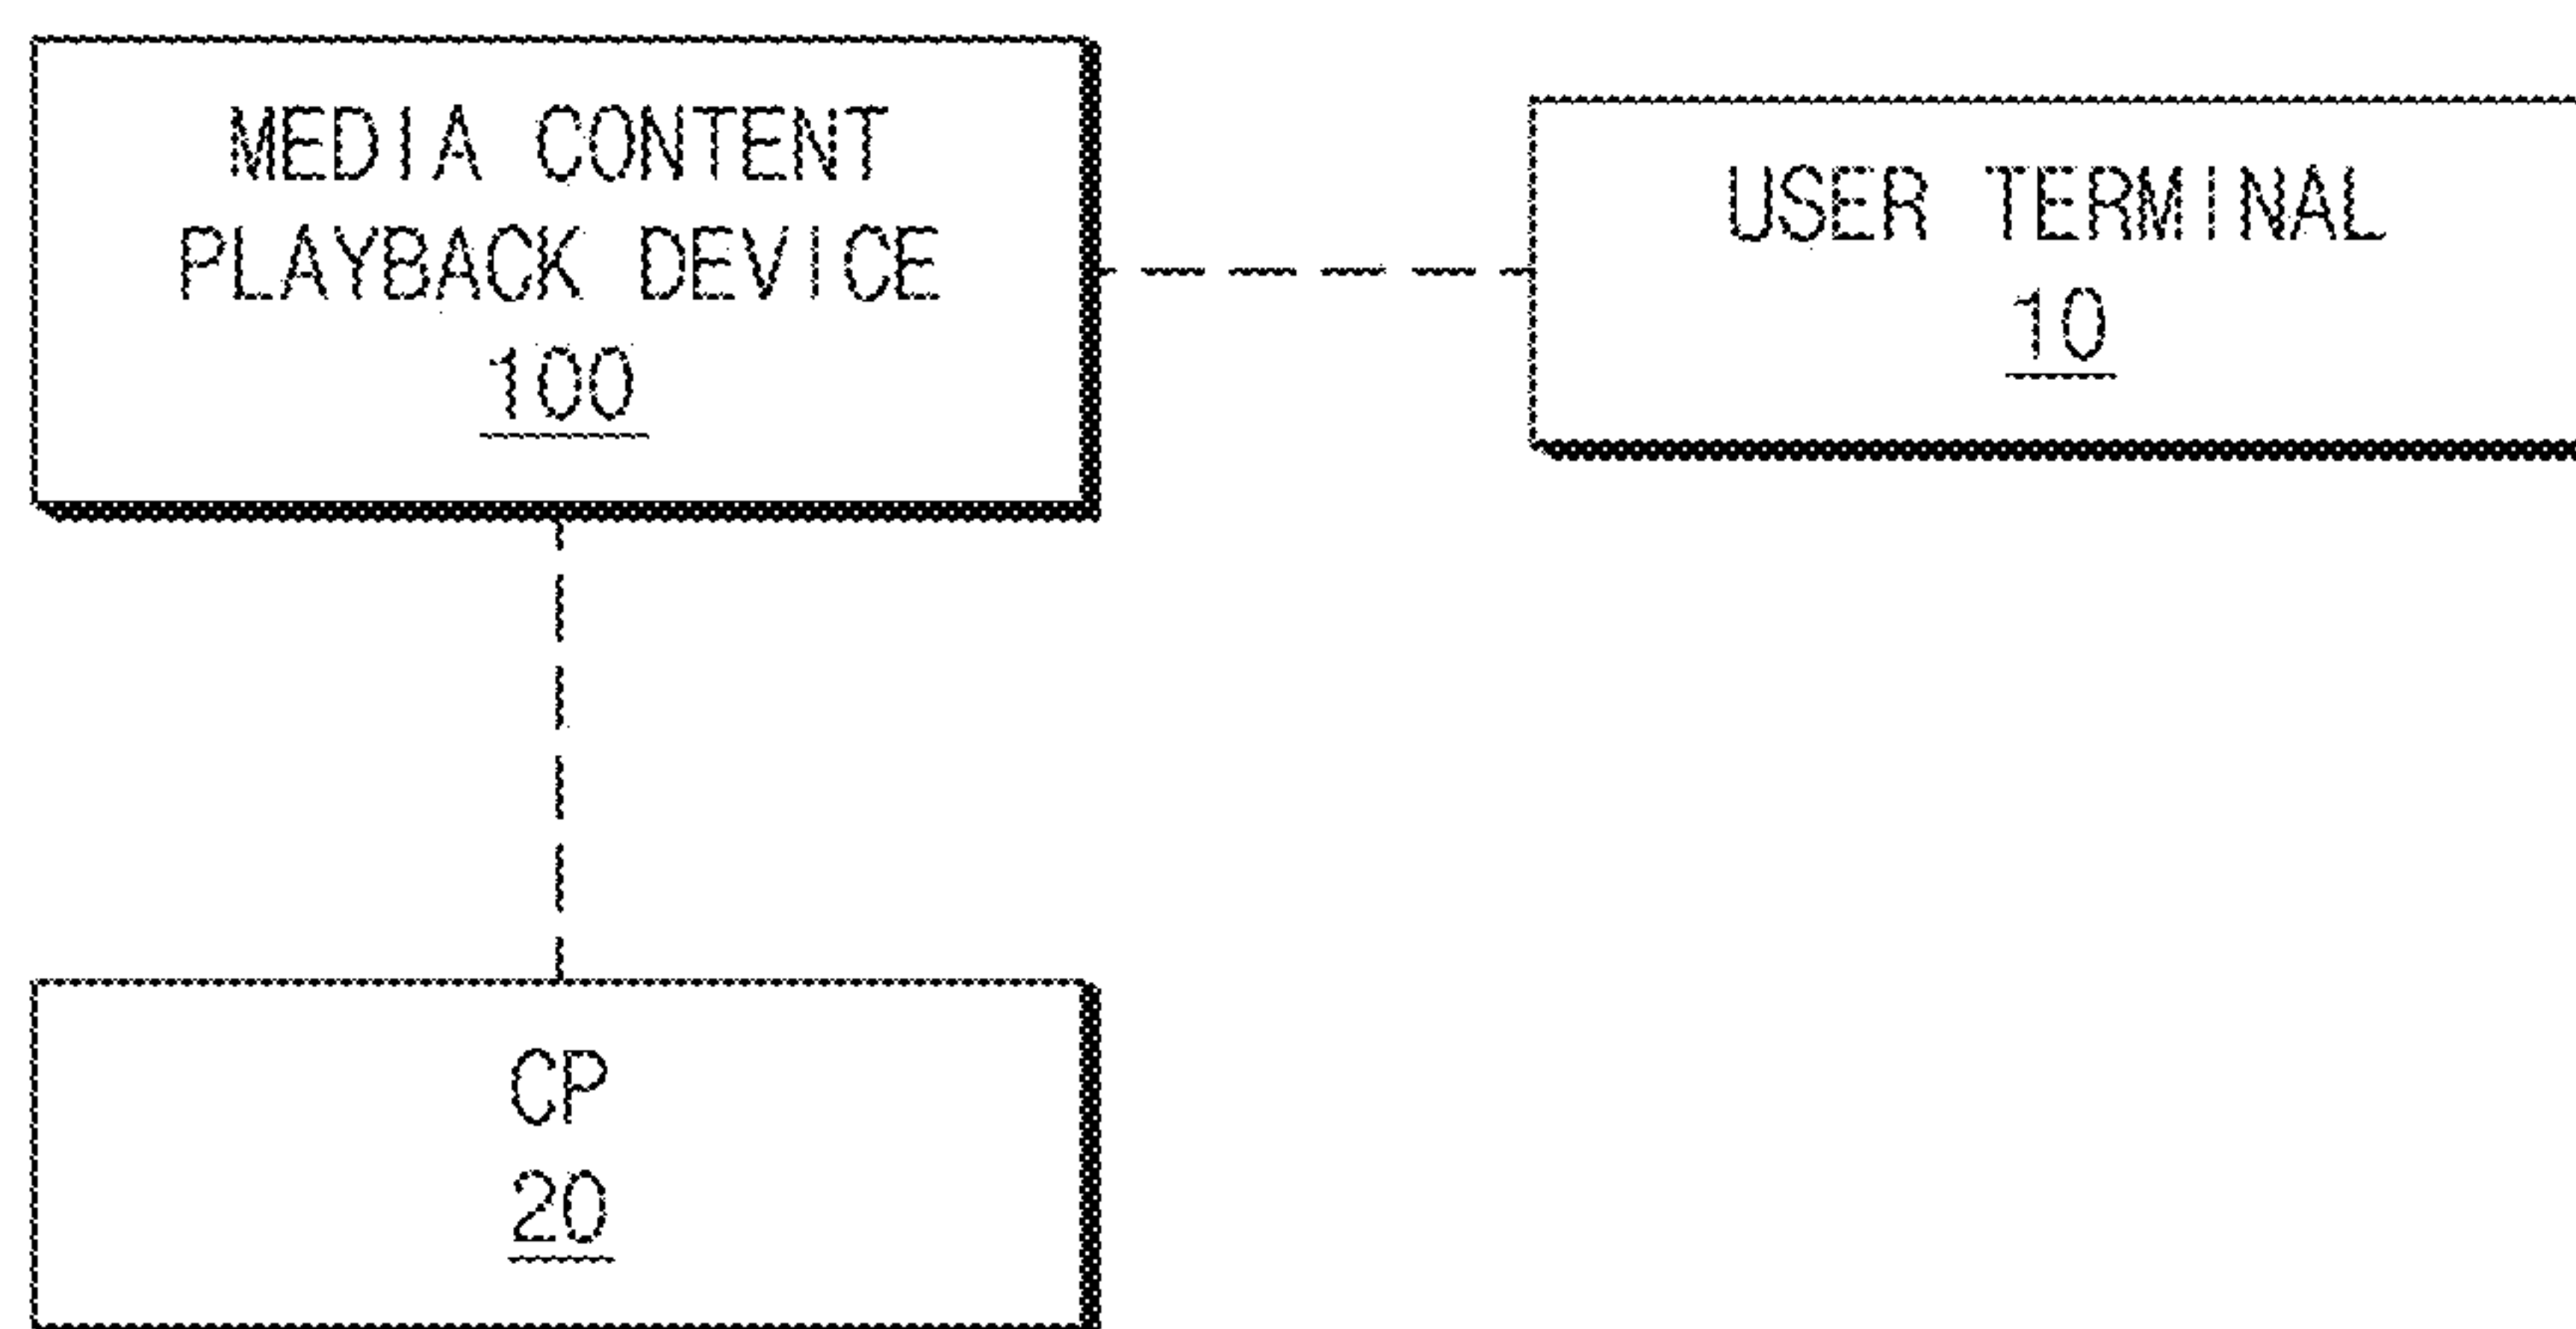 MEDIA CONTENT
PLAYBACK DEVICE
100
USER TERMINAL
10
CP
20